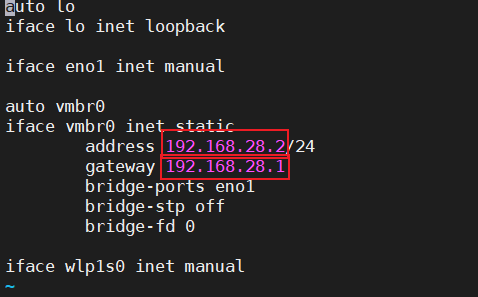 auto lo
iface lo inet loopback
iface eno1 inet manual
auto vmbr0
iface vmbr0 inet static
address 192.168.28.2/24
gateway 192.168.28.1
bridge-ports eno1
bridge-stp off
bridge-fd 0
iface wlp1s0 inet manual
~